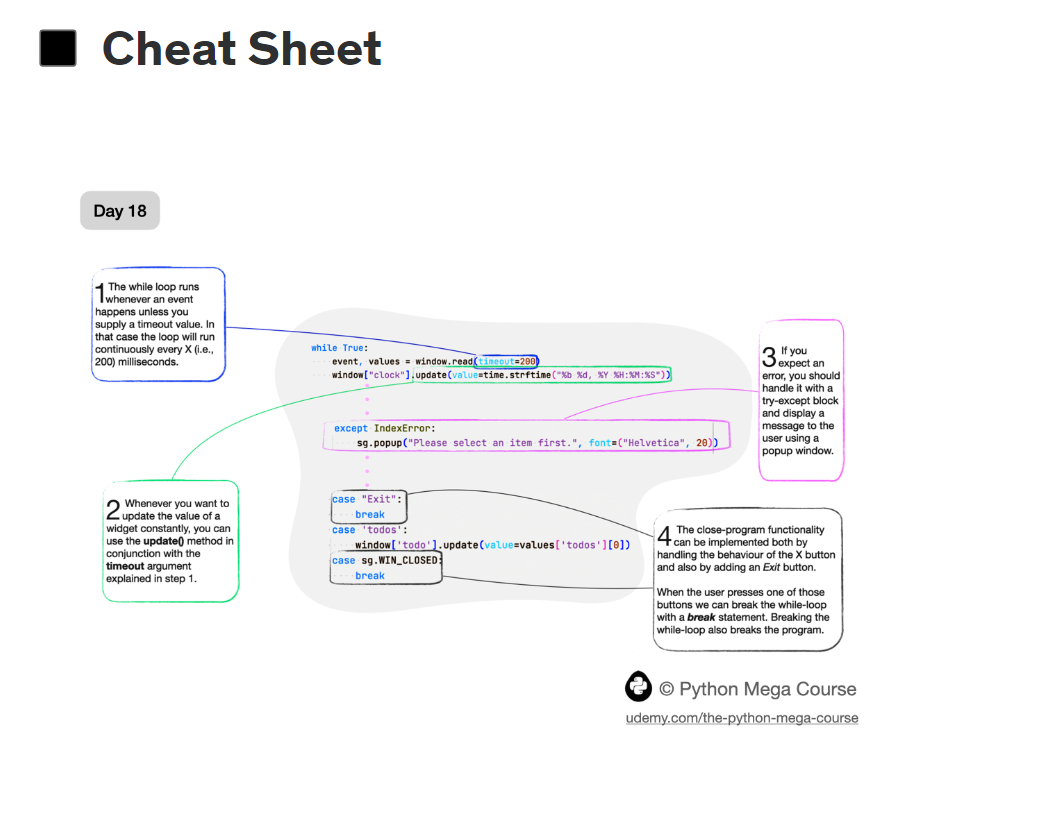 Cheat Sheet
Day 18
1 The while loop runs
whenever an event
happens unless you
supply a timeout value. In
that case the loop will run
continuously every X (i.e.,
200) milliseconds.
while True:
event, values = window.read(timeout=200)
window["clock"].update(value=time.strftime("%b %d, %Y %H:%M:%S"))
except IndexError:
sg.popup("Please select an item first.", font=("Helvetica", 20))
case "Exit":
break
case 'todos':
window['todo'].update(value=values['todos'][0])
case sg.WIN_CLOSED:
break
3 If you
expect an
error, you should
handle it with a
try-except block
and display a
message to the
user using a
popup window.
2 Whenever you want to
update the value of a
widget constantly, you can
use the update() method in
conjunction with the
timeout argument
explained in step 1.
4 The close-program functionality
can be implemented both by
handling the behaviour of the X button
and also by adding an Exit button.
When the user presses one of those
buttons we can break the while-loop
with a break statement. Breaking the
while-loop also breaks the program.
© Python Mega Course
udemy.com/the-python-mega-course